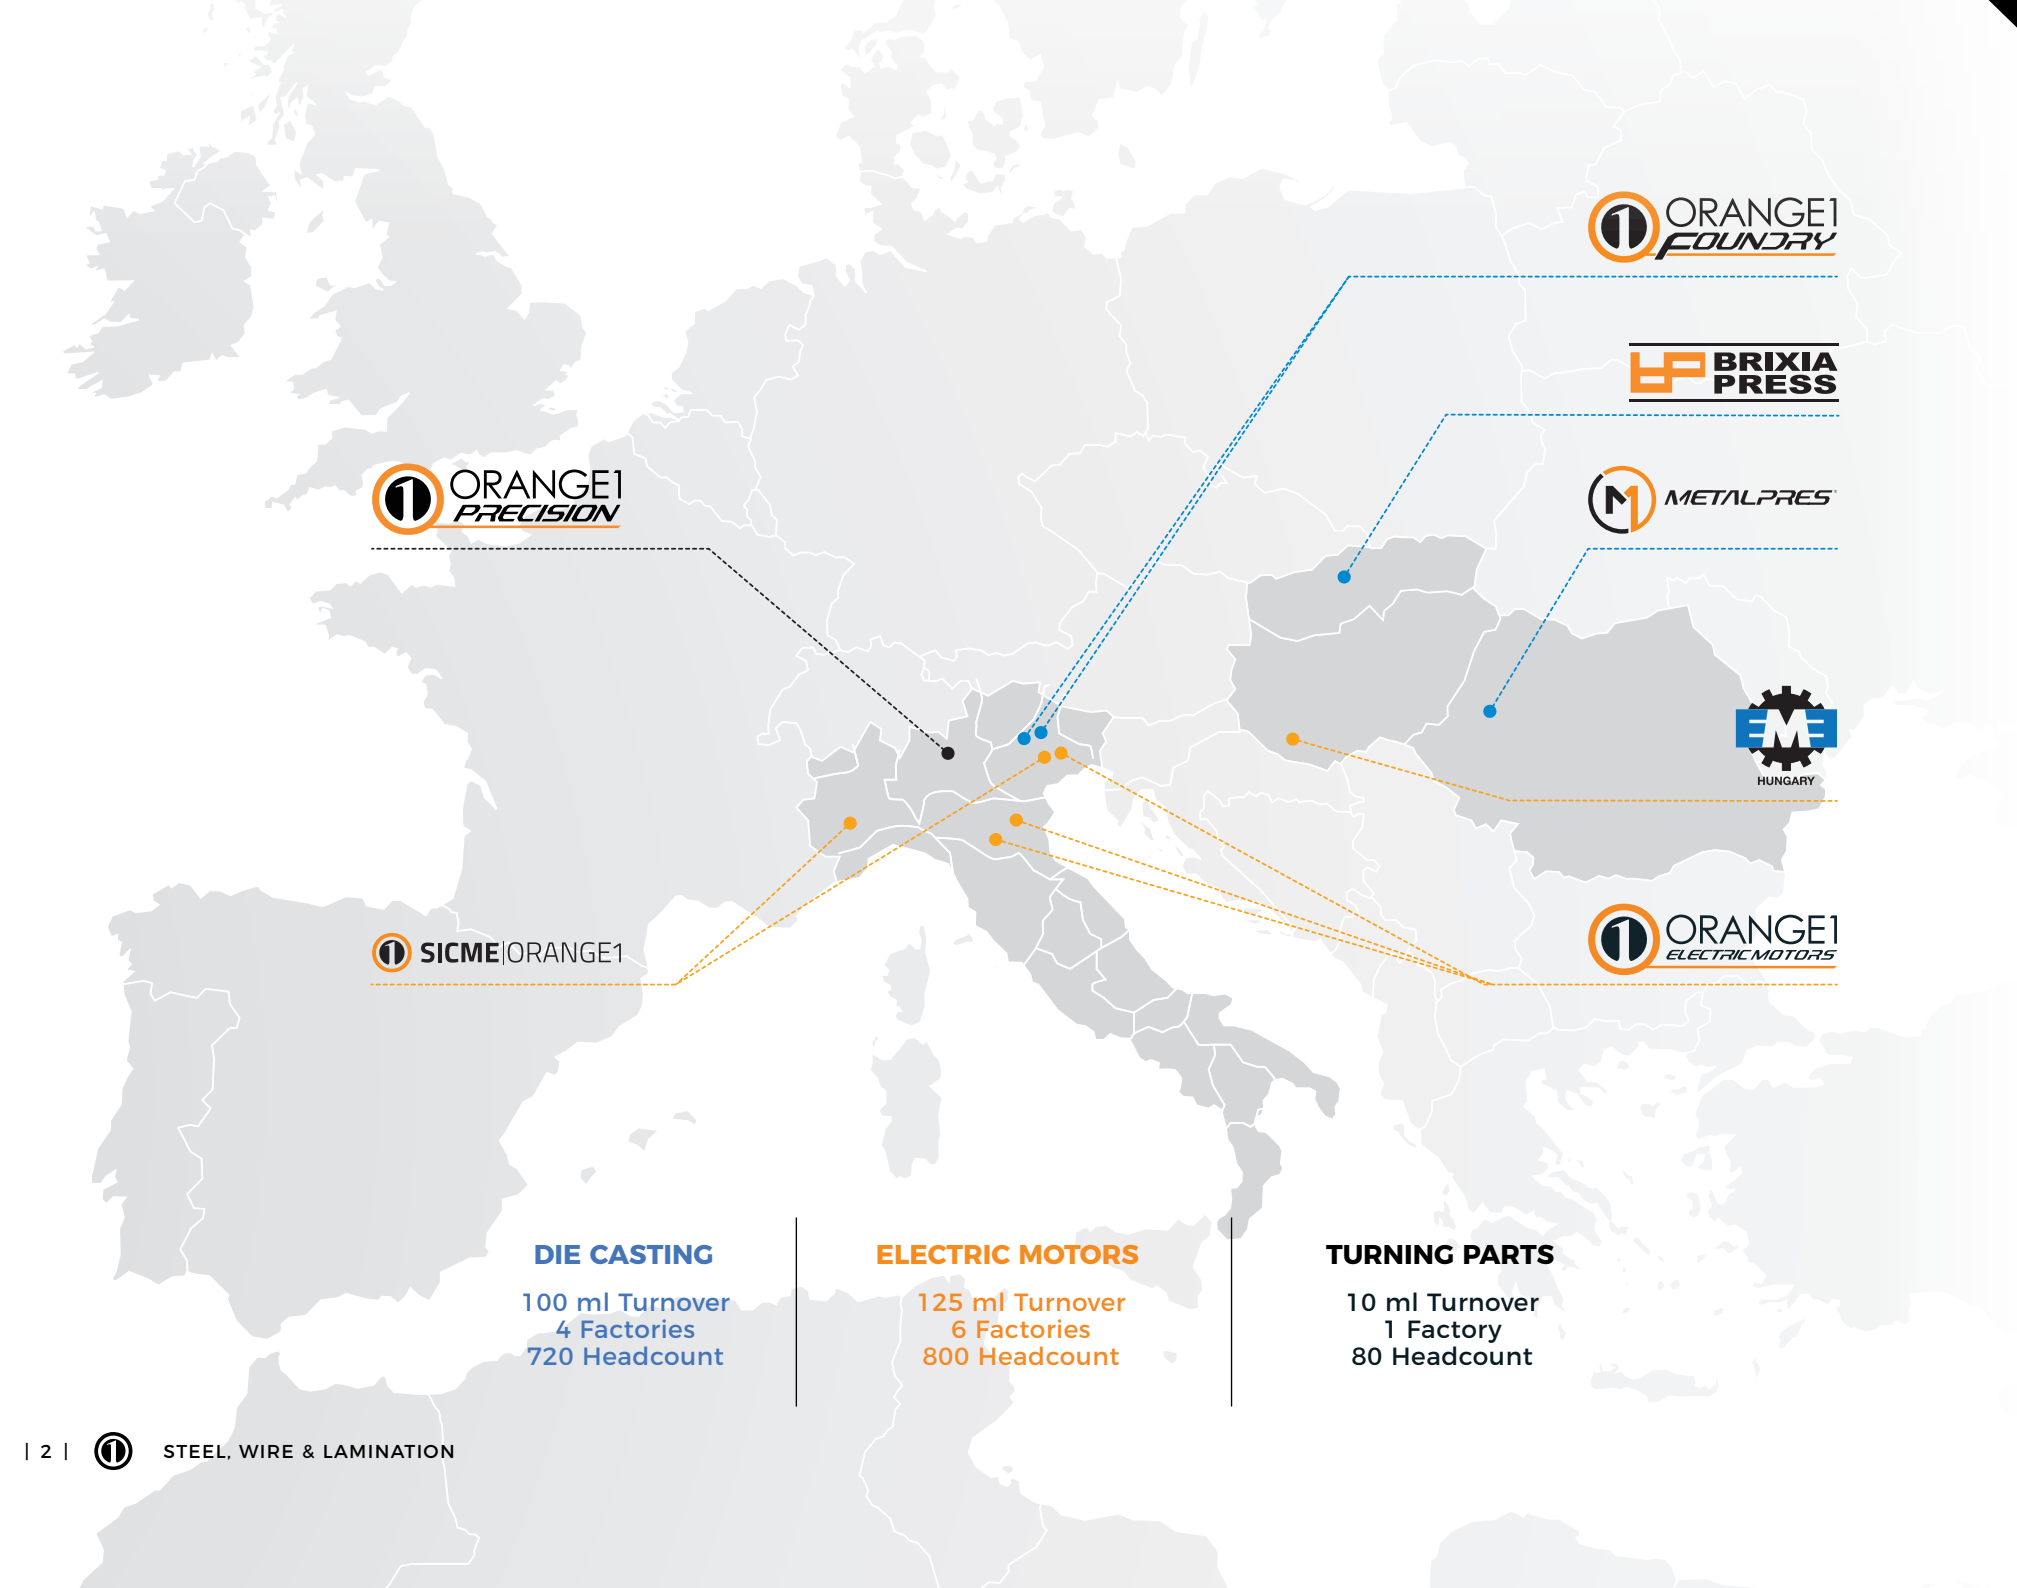 ORANGE1
FOUNDRY
BRIXIA
PRESS
ORANGE1
PRECISION
METALPRES
EME
HUNGARY
SICME|ORANGE1
ORANGE1
ELECTRIC MOTORS
DIE CASTING
100 ml Turnover
4 Factories
720 Headcount
ELECTRIC MOTORS
125 ml Turnover
6 Factories
800 Headcount
TURNING PARTS
10 ml Turnover
1 Factory
80 Headcount
| 2 | 1 STEEL, WIRE & LAMINATION